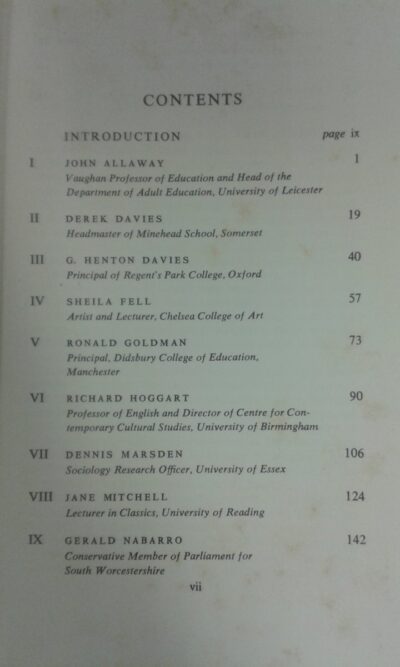 CONTENTS
INTRODUCTION page ix
I JOHN ALLAWAY 1
Vaughan Professor of Education and Head of the
Department of Adult Education, University of Leicester
II DEREK DAVIES 19
Headmaster of Minehead School, Somerset
III G. HENTON DAVIES 40
Principal of Regent's Park College, Oxford
IV SHEILA FELL 57
Artist and Lecturer, Chelsea College of Art
V RONALD GOLDMAN 73
Principal, Didsbury College of Education,
Manchester
VI RICHARD HOGGART 90
Professor of English and Director of Centre for Con-
temporary Cultural Studies, University of Birmingham
VII DENNIS MARSDEN 106
Sociology Research Officer, University of Essex
VIII JANE MITCHELL 124
Lecturer in Classics, University of Reading
IX GERALD NABARRO 142
Conservative Member of Parliament for
South Worcestershire
vii